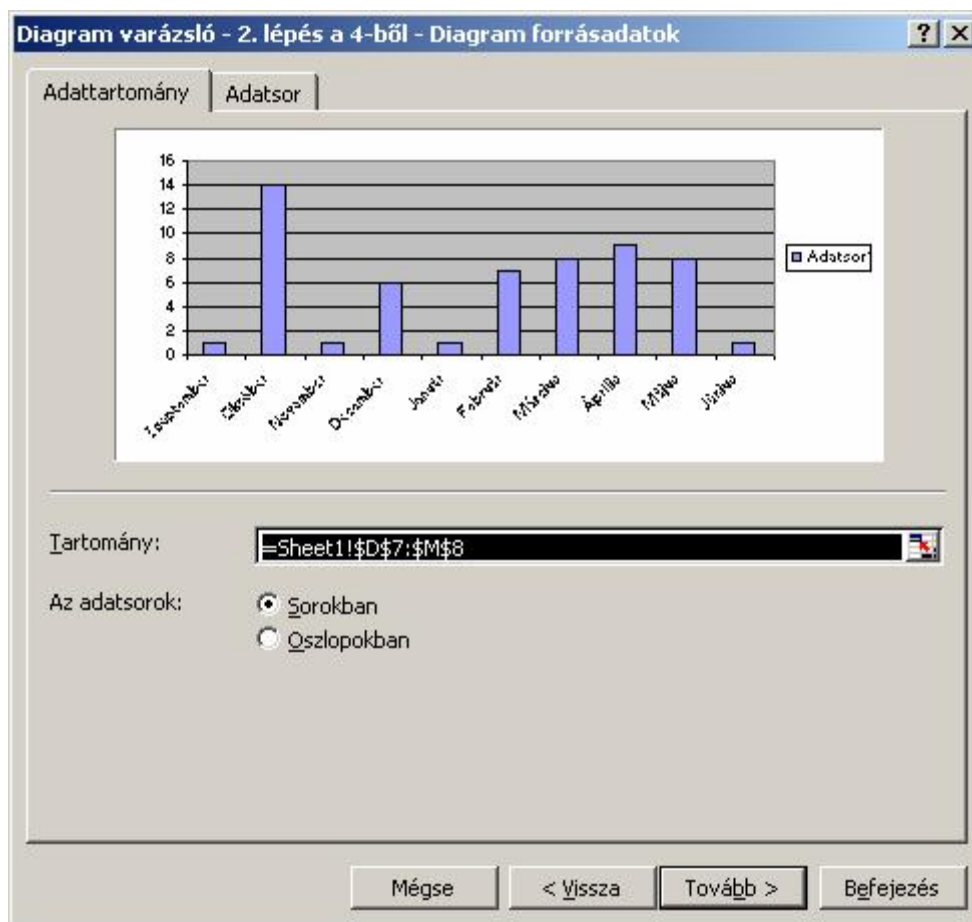 Diagram varázsló - 2. lépés a 4-ből - Diagram forrásadatok
Adattartomány
Adatsor
16
14
12
10
8
6
4
2
0
Október
November
December
Január
Február
Március
Április
Május
Június
Tartomány:
=Sheet1!$D$7:$M$8
Az adatsorok:
Sorokban
Oszlopokban
Mégse
< Vissza
Tovább >
Befejezés